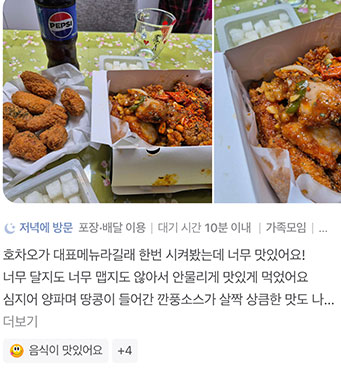 PEPSI
저녁에 방문 포장·배달 이용 | 대기 시간 10분 이내 | 가족모임 | ...
호차오가 대표메뉴라길래 한번 시켜봤는데 너무 맛있어요!
너무 달지도 너무 맵지도 않아서 안물리게 맛있게 먹었어요
심지어 양파며 땅콩이 들어간 깐풍소스가 살짝 상큼한 맛도 나...
더보기
음식이 맛있어요 +4